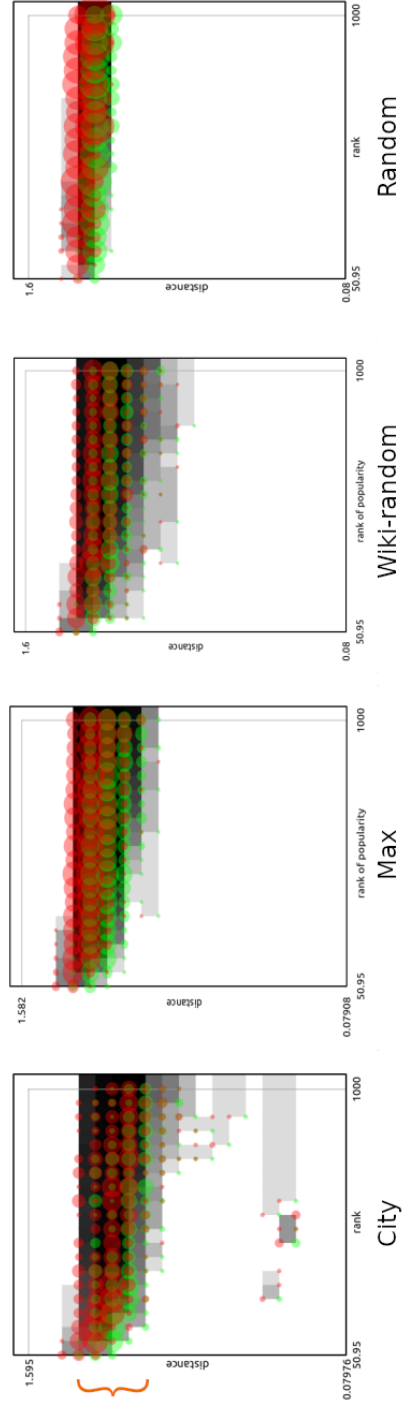 1.6
distance
0.08
50.95
rank
1000
Random
1.6
distance
0.08
50.95
rank of popularity
1000
Wiki-random
1.582
distance
0.07908
50.95
rank of popularity
1000
Max
1.595
distance
0.07976
50.95
rank
1000
City